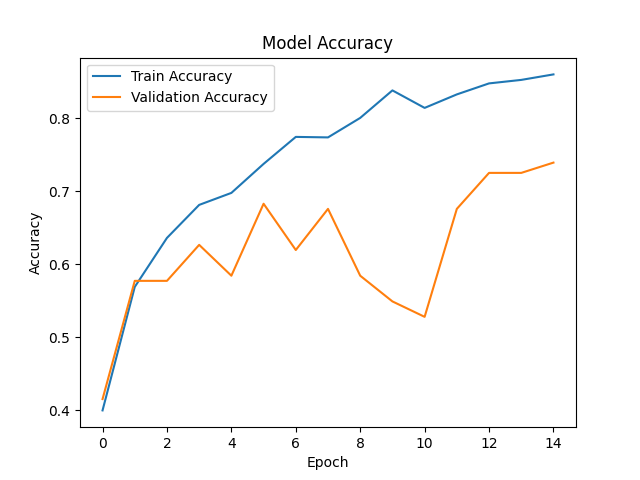 Model Accuracy
Train Accuracy
Validation Accuracy
Accuracy
0.8
0.7
0.6
0.5
0.4
0 2 4 6 8 10 12 14
Epoch